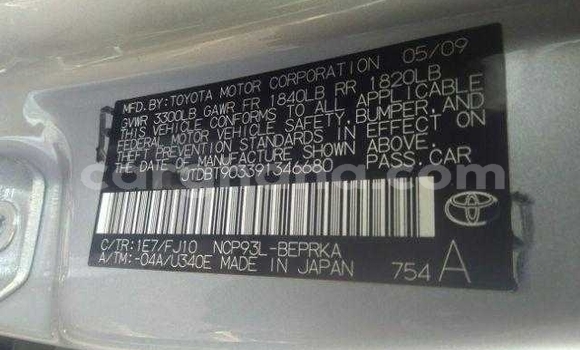 MFD. BY: TOYOTA MOTOR CORPORATION 05/09
GVWR 3300LB GAWR FR 1840LB RR 1820LB
THIS VEHICLE CONFORMS TO ALL APPLICABLE
FEDERAL MOTOR VEHICLE SAFETY, BUMPER, AND
THEFT PREVENTION STANDARDS IN EFFECT ON
THE DATE OF MANUFACTURE SHOWN ABOVE.
JTDBT903391346680 PASS. CAR
carghana.com
C/TR: 1E7/FJ10 NCP93L-BEPRKA
A/TM: -04A/U340E MADE IN JAPAN 754 A